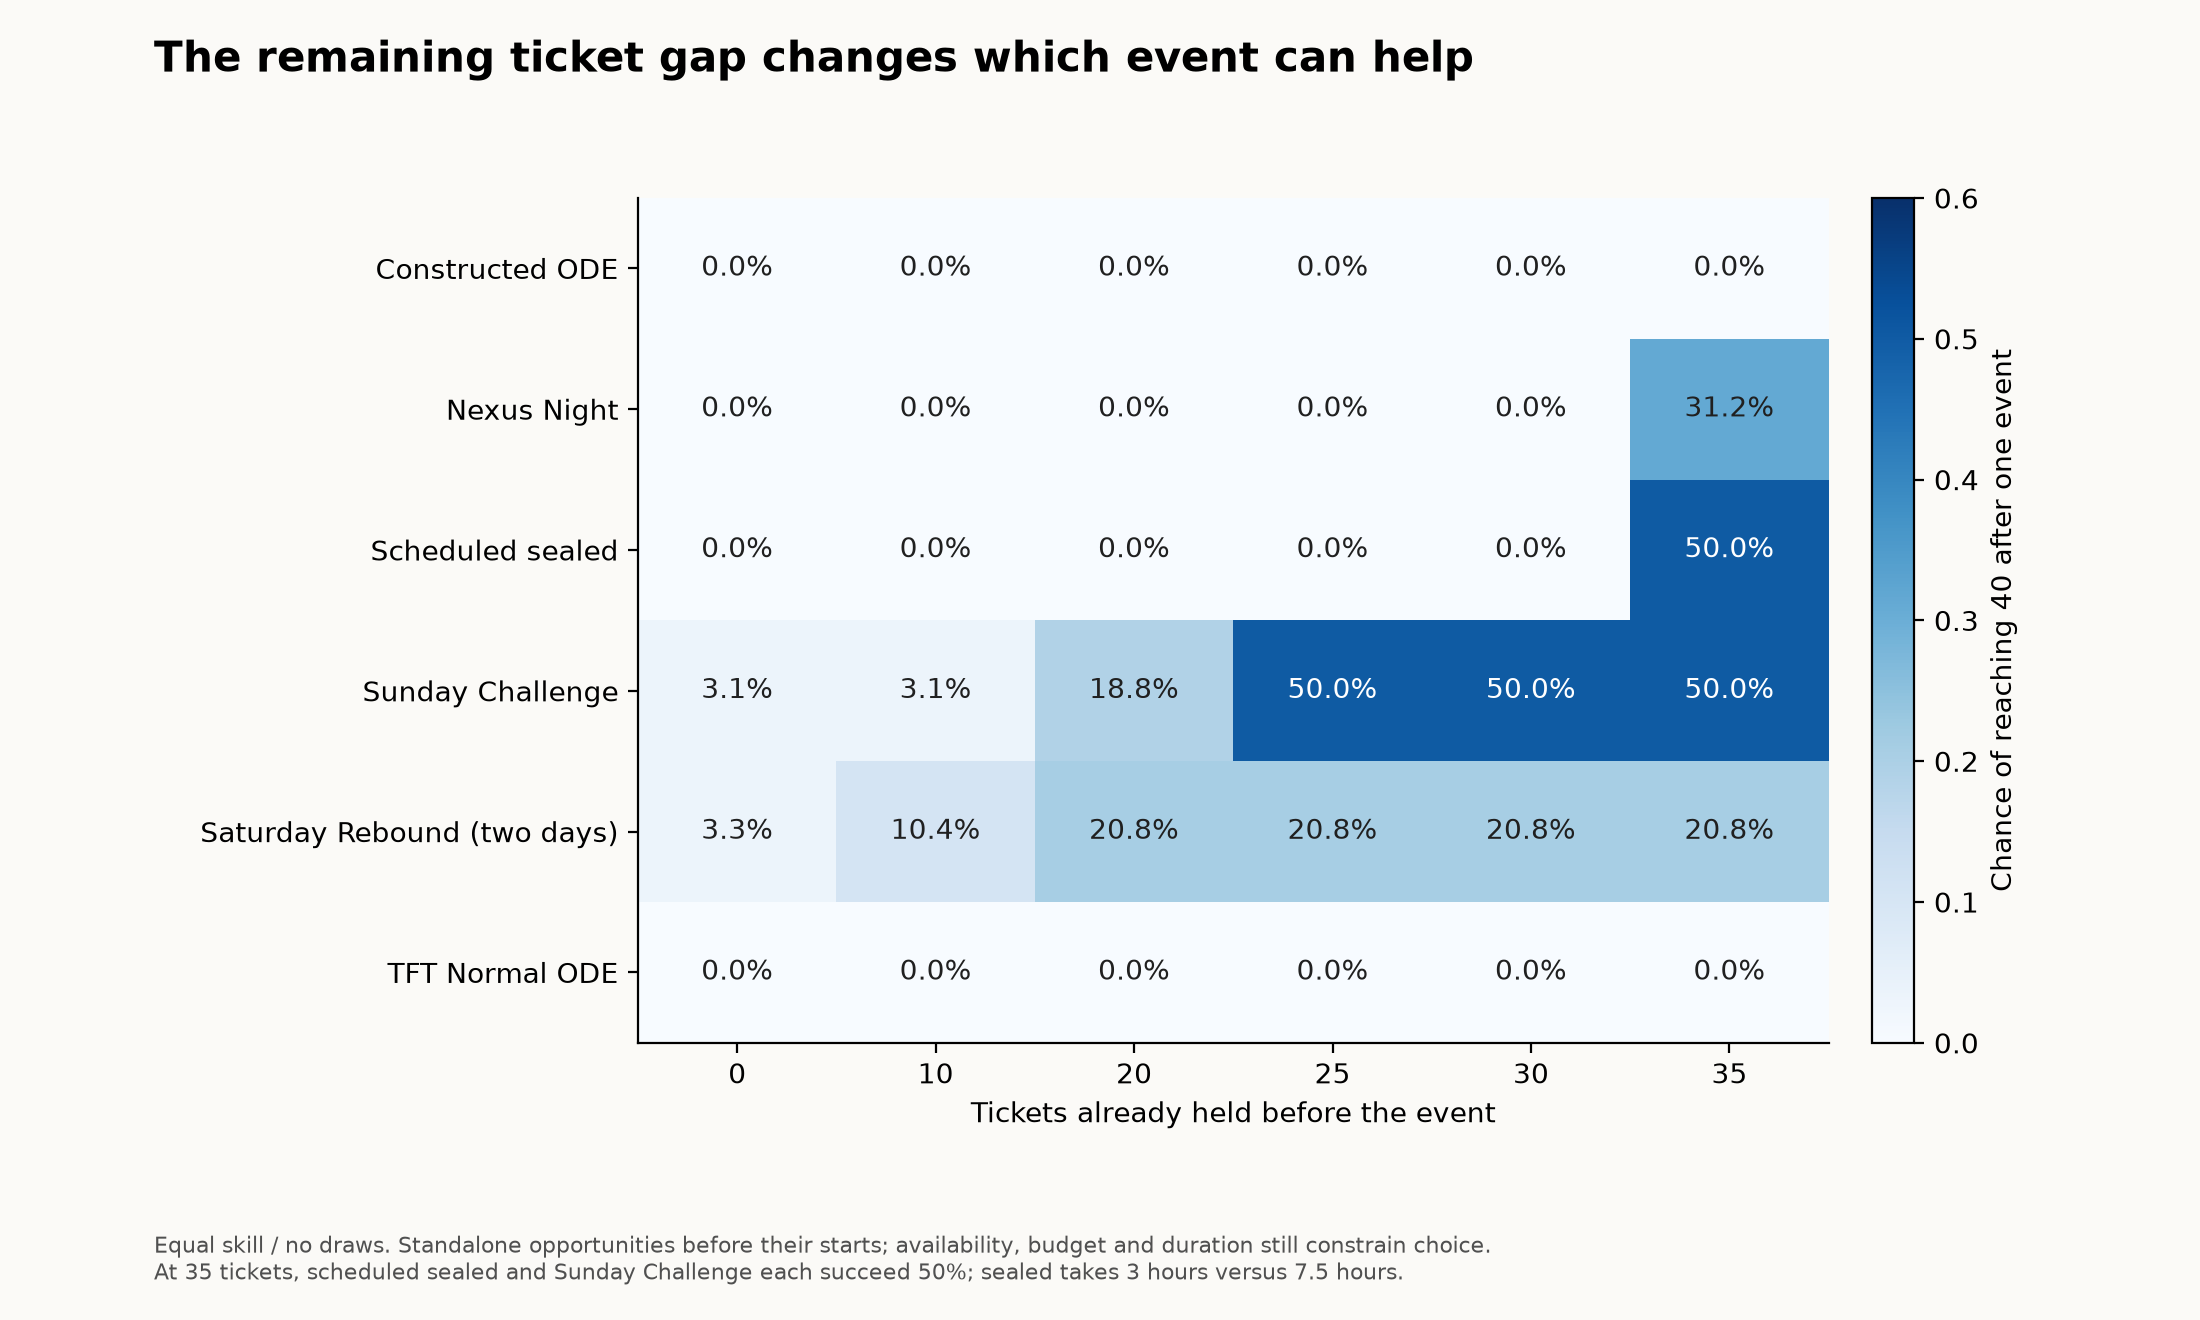 The remaining ticket gap changes which event can help
Constructed ODE 0.0% 0.0% 0.0% 0.0% 0.0% 0.0%
Nexus Night 0.0% 0.0% 0.0% 0.0% 0.0% 31.2%
Scheduled sealed 0.0% 0.0% 0.0% 0.0% 0.0% 50.0%
Sunday Challenge 3.1% 3.1% 18.8% 50.0% 50.0% 50.0%
Saturday Rebound (two days) 3.3% 10.4% 20.8% 20.8% 20.8% 20.8%
TFT Normal ODE 0.0% 0.0% 0.0% 0.0% 0.0% 0.0%
0 10 20 25 30 35
Tickets already held before the event
0.6
0.5
0.4
0.3
0.2
0.1
0.0
Chance of reaching 40 after one event
Equal skill / no draws. Standalone opportunities before their starts; availability, budget and duration still constrain choice.
At 35 tickets, scheduled sealed and Sunday Challenge each succeed 50%; sealed takes 3 hours versus 7.5 hours.